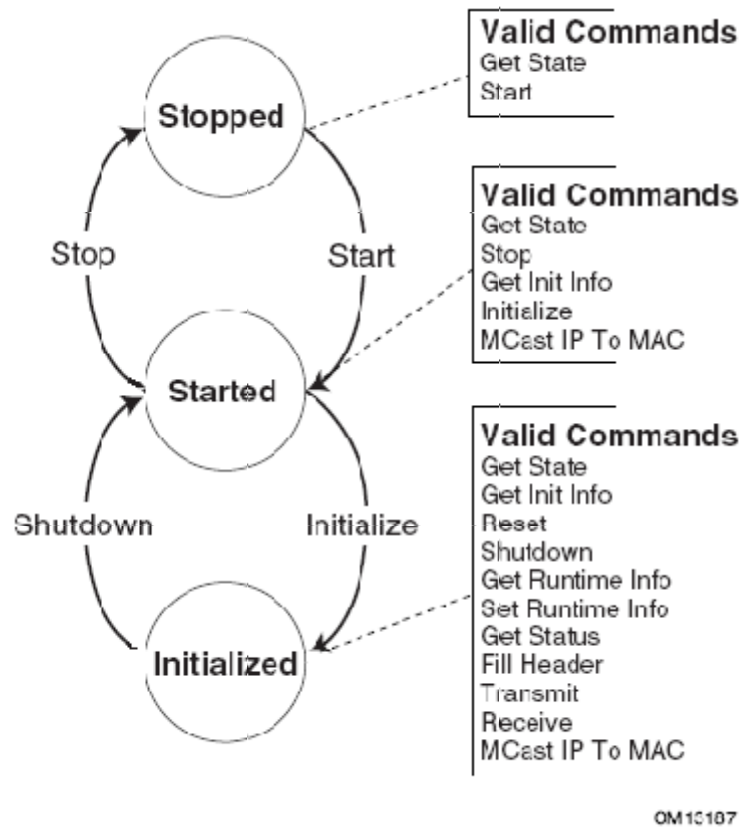 Stopped
Valid Commands
Get State
Start
Stop
Start
Valid Commands
Get State
Stop
Get Init Info
Initialize
MCast IP To MAC
Started
Shutdown
Initialize
Valid Commands
Get State
Get Init Info
Reset
Shutdown
Get Runtime Info
Set Runtime Info
Get Status
Fill Header
Transmit
Receive
MCast IP To MAC
Initialized